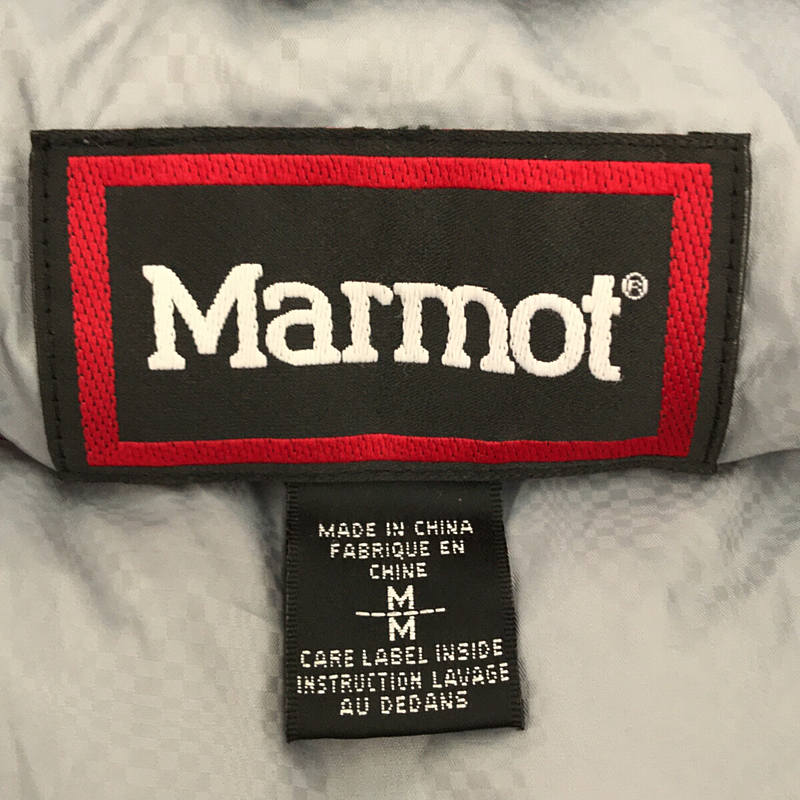 Marmot®
MADE IN CHINA
FABRIQUE EN
CHINE
M
M
CARE LABEL INSIDE
INSTRUCTION LAVAGE
AU DEDANS